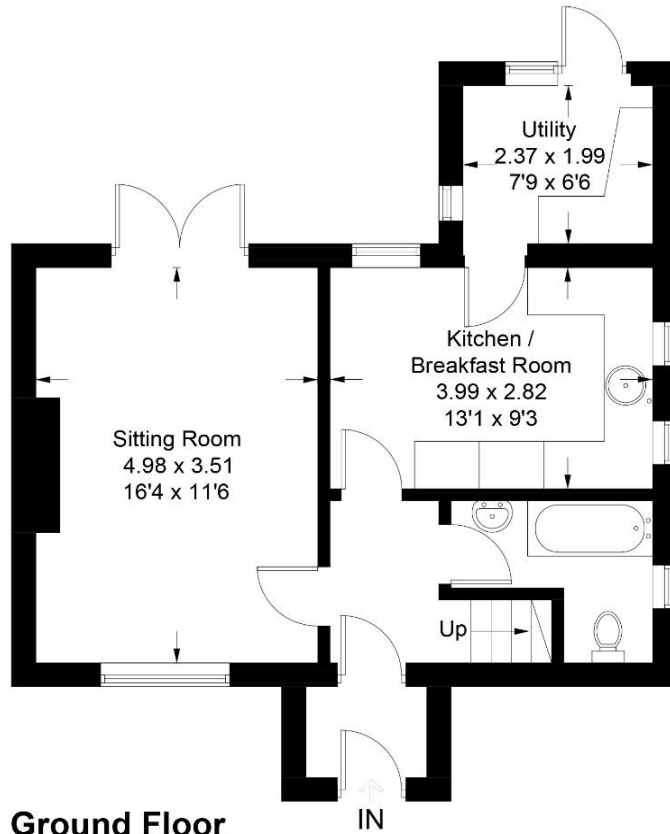 Utility
2.37 x 1.99
7'9 x 6'6
Kitchen /
Breakfast Room
3.99 x 2.82
13'1 x 9'3
Sitting Room
4.98 x 3.51
16'4 x 11'6
Up
IN
Ground Floor